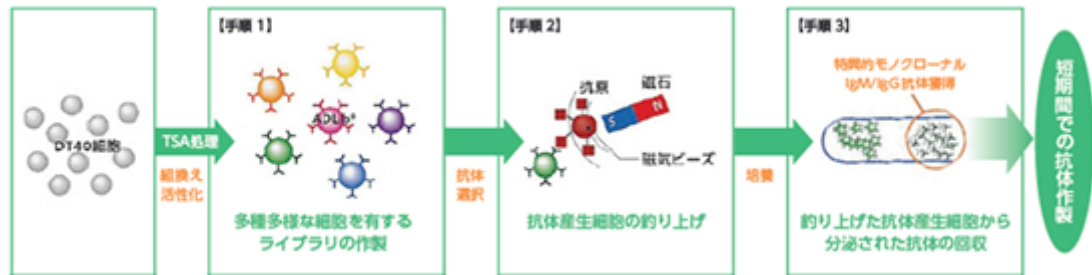 DT40細胞
TSA処理
組換え
活性化
【手順 1】
ADLib®
多種多様な細胞を有する
ライブラリの作製
抗体
選択
【手順 2】
抗原
磁石
S
N
磁気ビーズ
抗体産生細胞の釣り上げ
培養
【手順 3】
特異的モノクローナル
IgM/IgG 抗体獲得
釣り上げた抗体産生細胞から
分泌された抗体の回収
短期間での抗体作製